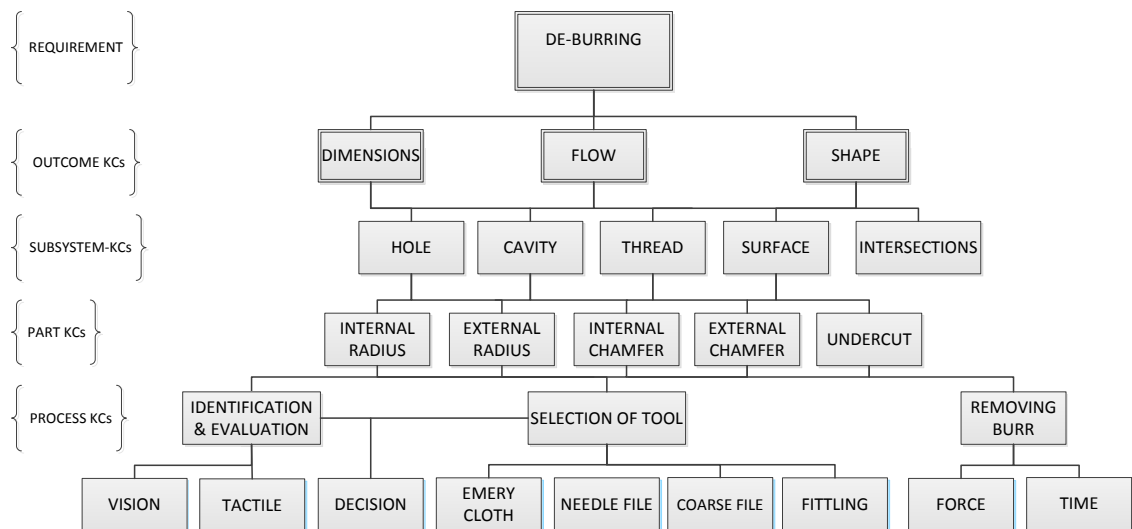 REQUIREMENT
DE-BURRING
OUTCOME KCs
DIMENSIONS
FLOW
SHAPE
SUBSYSTEM-KCs
HOLE
CAVITY
THREAD
SURFACE
INTERSECTIONS
PART KCs
INTERNAL
RADIUS
EXTERNAL
RADIUS
INTERNAL
CHAMFER
EXTERNAL
CHAMFER
UNDERCUT
PROCESS KCs
IDENTIFICATION
& EVALUATION
SELECTION OF TOOL
REMOVING
BURR
VISION
TACTILE
DECISION
EMERY
CLOTH
NEEDLE FILE
COARSE FILE
FITTLING
FORCE
TIME